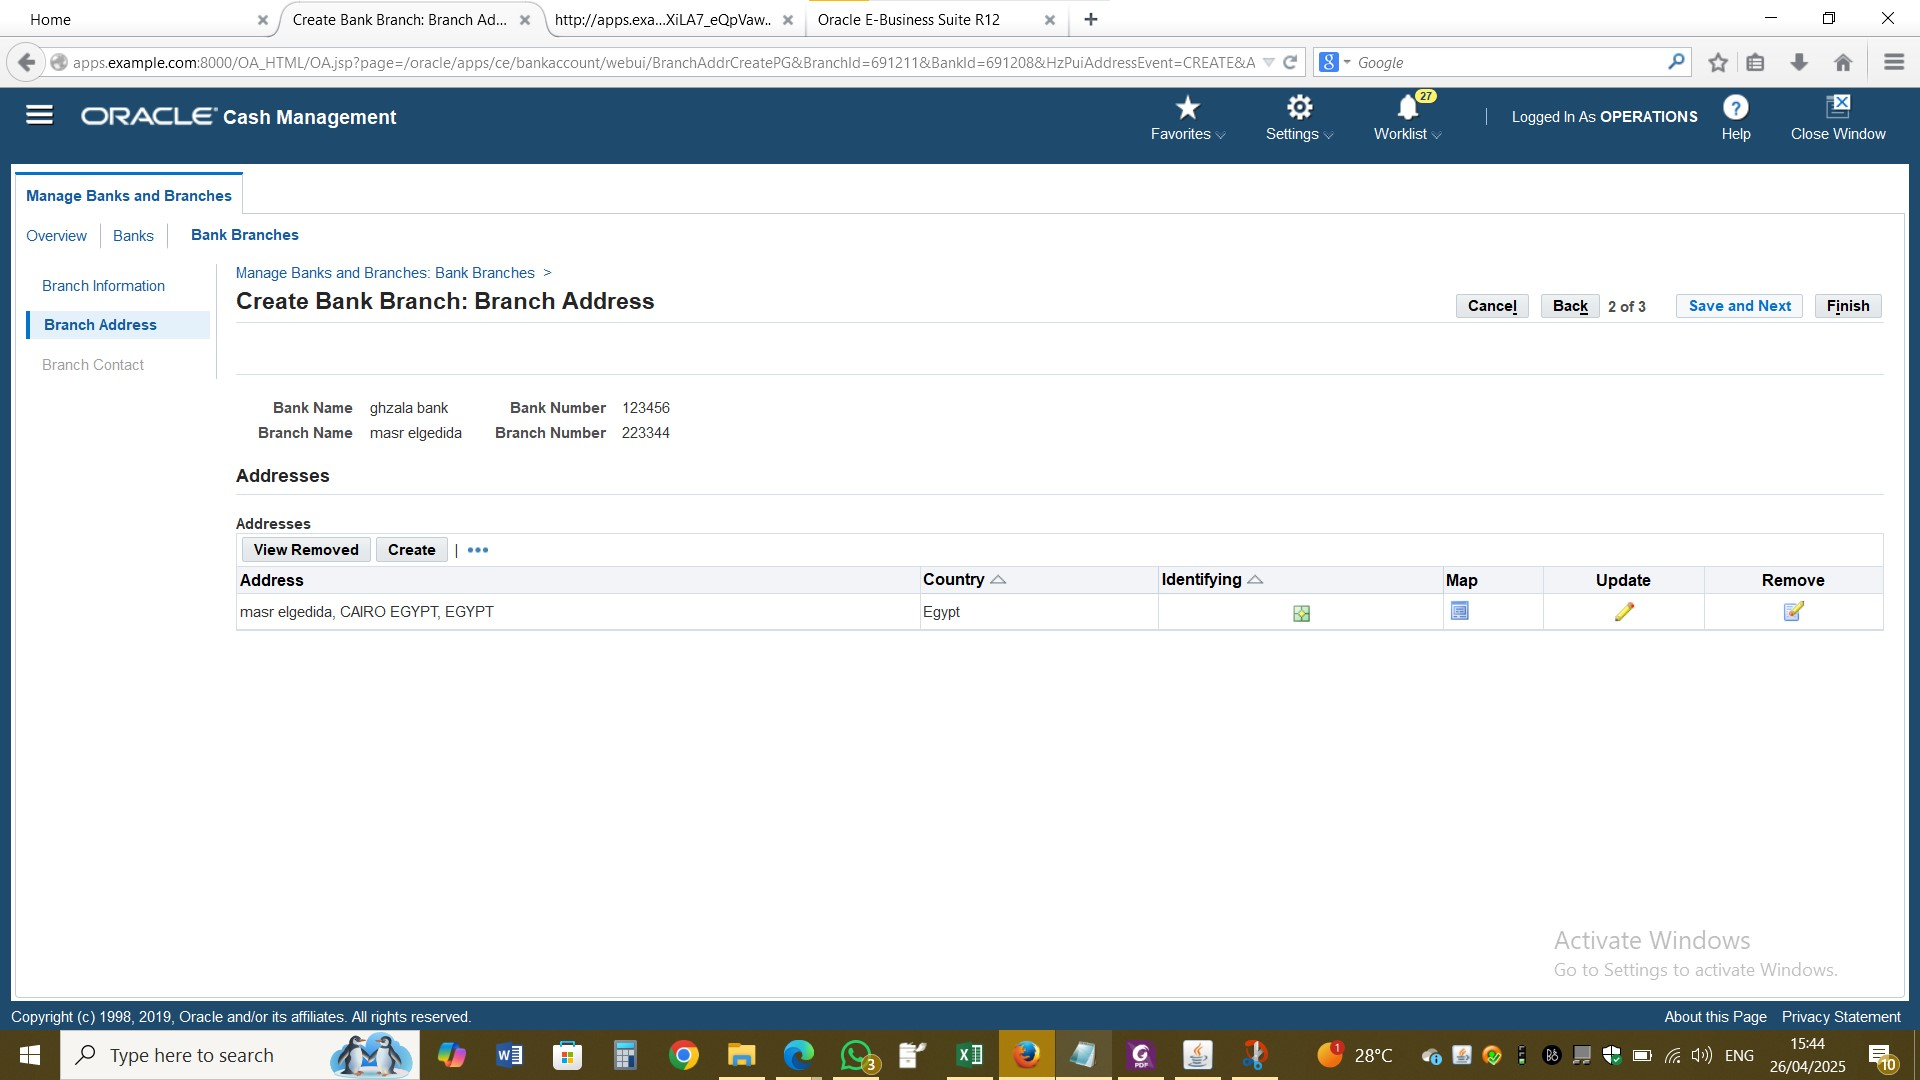 Home
Create Bank Branch: Branch Ad...
http://apps.exa...XiLA7_eQpVaw..
Oracle E-Business Suite R12
apps.example.com:8000/OA_HTML/OA.jsp?page=/oracle/apps/ce/bankaccount/webui/BranchAddrCreatePG&BranchId=691211&BankId=691208&HzPuiAddressEvent=CREATE&A
Google
ORACLE Cash Management
Favorites
Settings
27
Worklist
Logged In As OPERATIONS
Help
Close Window
Manage Banks and Branches
Overview
Banks
Bank Branches
Branch Information
Branch Address
Branch Contact
Manage Banks and Branches: Bank Branches >
Create Bank Branch: Branch Address
Cancel
Back
2 of 3
Save and Next
Finish
Bank Name ghzala bank Bank Number 123456
Branch Name masr elgedida Branch Number 223344
Addresses
Addresses
View Removed Create | •••
Address Country Identifying Map Update Remove
masr elgedida, CAIRO EGYPT, EGYPT Egypt
Activate Windows
Go to Settings to activate Windows.
Copyright (c) 1998, 2019, Oracle and/or its affiliates. All rights reserved.
About this Page Privacy Statement
Type here to search
3
PDF
1
28°C
ENG
15:44
26/04/2025
10